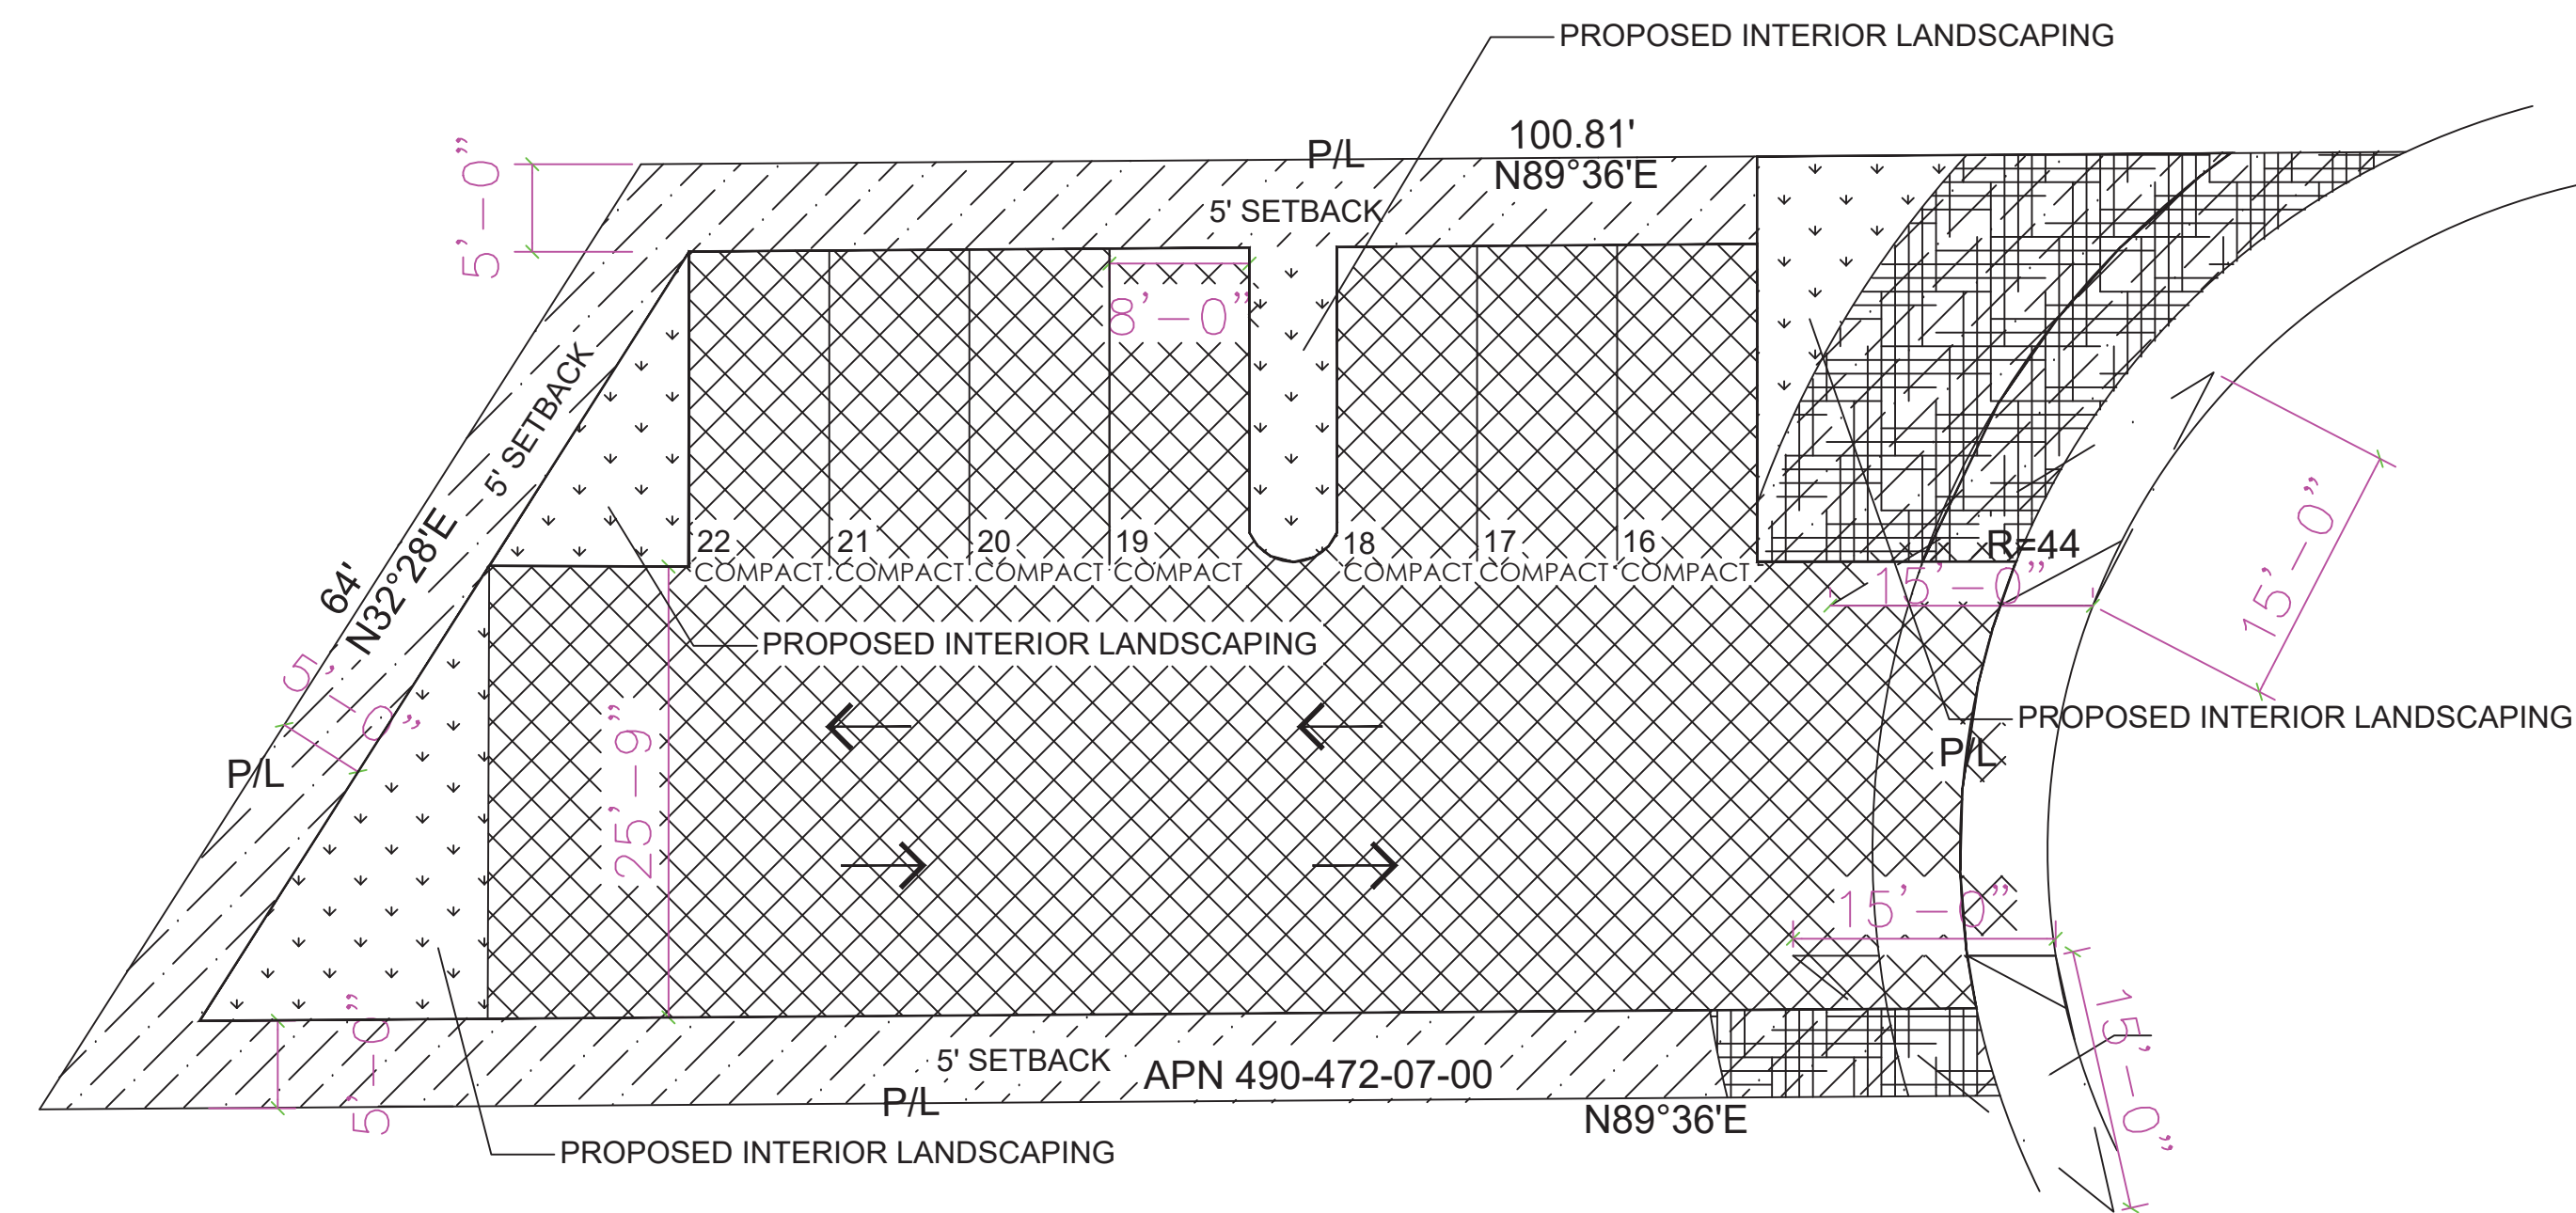 PROPOSED INTERIOR LANDSCAPING
100.81'
P/L
N89°36'E
5'-0"
5' SETBACK
8'-0"
5' SETBACK
15'-0"
22
21
20
19
18
17
16
R=44
COMPACT
COMPACT
COMPACT
COMPACT
COMPACT
COMPACT
COMPACT
15'-0"
64'
N32°28'E
PROPOSED INTERIOR LANDSCAPING
5'-0"
PROPOSED INTERIOR LANDSCAPING
P/L
P/L
25'-9"
15'-0"
5'-0"
15'-0"
5' SETBACK
APN 490-472-07-00
P/L
N89°36'E
PROPOSED INTERIOR LANDSCAPING